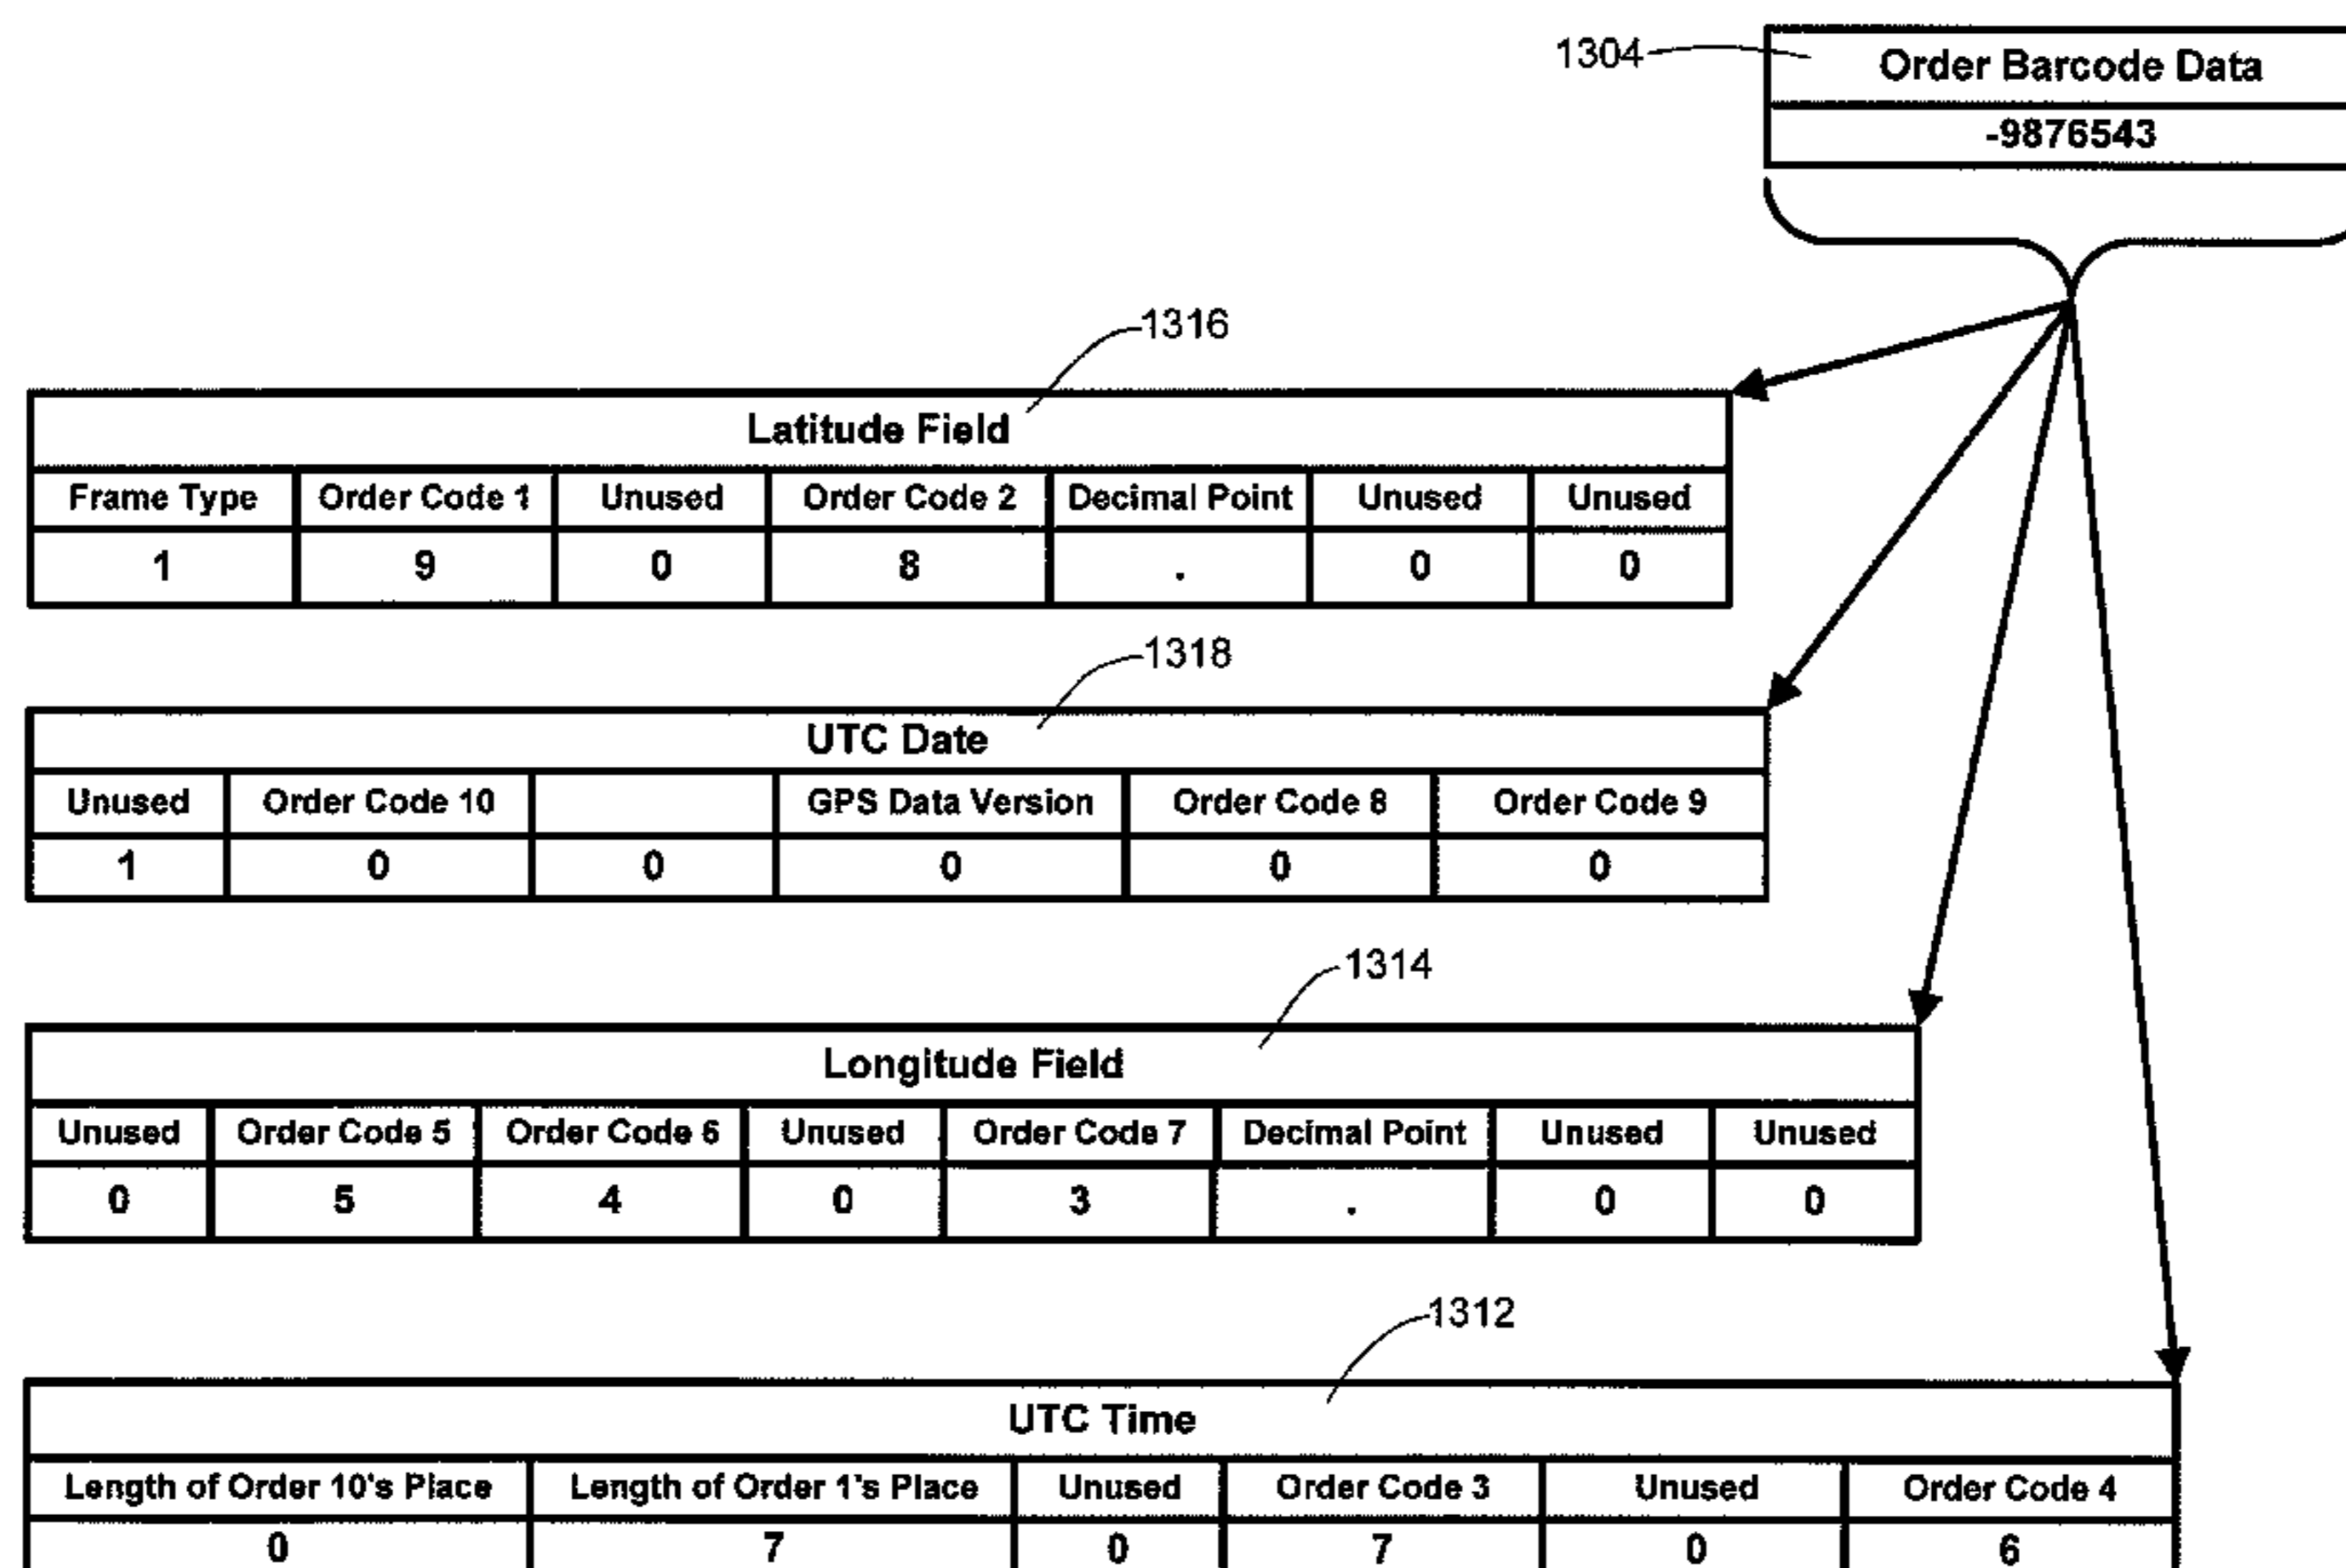 1304
Order Barcode Data
-9876543
1316
Latitude Field
Frame Type Order Code 1 Unused Order Code 2 Decimal Point Unused Unused
1 9 0 8 . 0 0
1318
UTC Date
Unused Order Code 10 GPS Data Version Order Code 8 Order Code 9
1 0 0 0 0 0
1314
Longitude Field
Unused Order Code 5 Order Code 6 Unused Order Code 7 Decimal Point Unused Unused
0 5 4 0 3 . 0 0
1312
UTC Time
Length of Order 10's Place Length of Order 1's Place Unused Order Code 3 Unused Order Code 4
0 7 0 7 0 6